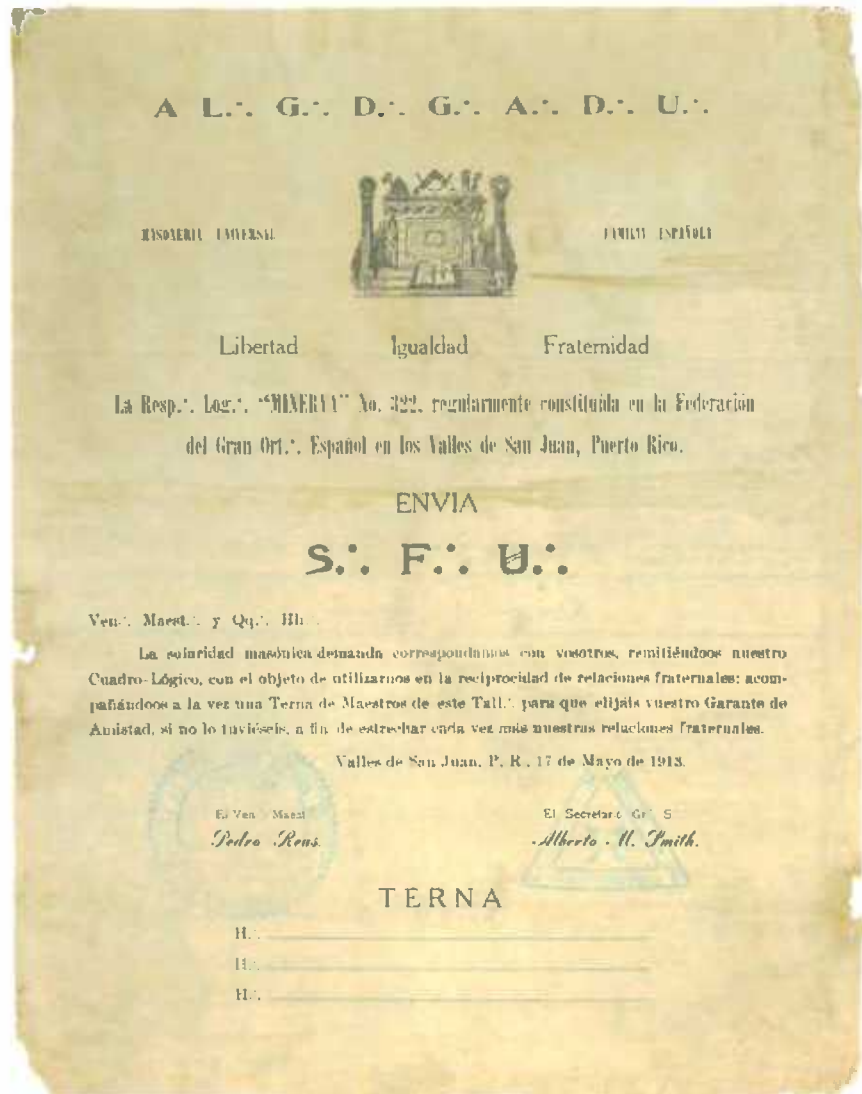 A L.·. G.·. D.·. G.·. A.·. D.·. U.·.
MASONERIA UNIVERSAL FAMILIA ESPAÑOLA
Libertad Igualdad Fraternidad
La Resp.·. Log.·. “MINERVA” No. 322, regularmente constituida en la Federación
del Gran Ort.·. Español en los Valles de San Juan, Puerto Rico.
ENVIA
S.·. F.·. U.·.
Ven.·. Maest.·. y Qq.·. Hh.·.
La soluridad masónica demanda correspondamos con vosotros, remitiéndoos nuestro
Cuadro-Lógico, con el objeto de utilizarnos en la reciprocidad de relaciones fraternales; acom-
pañándoos a la vez una Terna de Maestros de este Tall.·. para que elijáis vuestro Garante de
Amistad, si no lo tuviéseis, a fin de estrechar cada vez más nuestras relaciones fraternales.
Valles de San Juan, P. R., 17 de Mayo de 1913.
El Ven.·. Maest El Secretario G.·. S
Pedro Reus. Alberto M. Smith.
TERNA
H.·.
H.·.
H.·.